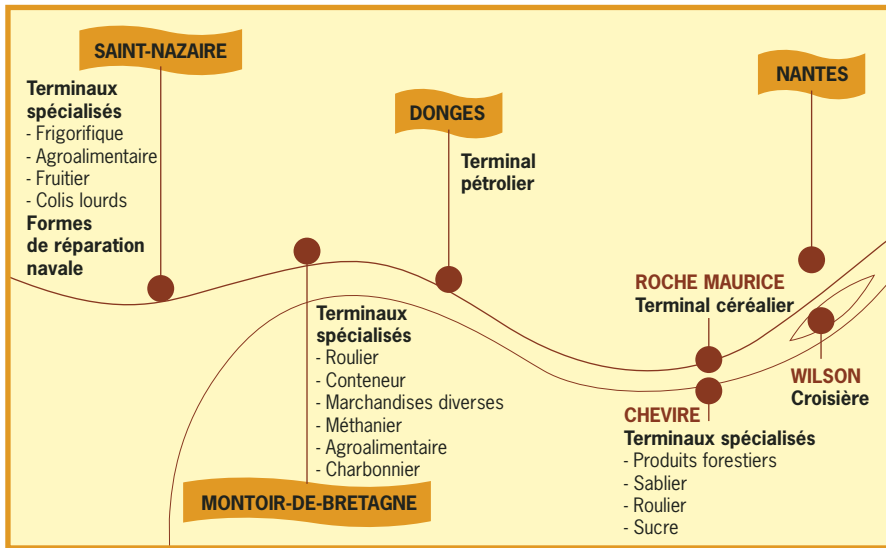 SAINT-NAZAIRE
Terminaux
spécialisés
- Frigorifique
- Agroalimentaire
- Fruitier
- Colis lourds
Formes
de réparation
navale
DONGES
Terminal
pétrolier
NANTES
Terminaux
spécialisés
- Roulier
- Conteneur
- Marchandises diverses
- Méthanier
- Agroalimentaire
- Charbonnier
MONTOIR-DE-BRETAGNE
ROCHE MAURICE
Terminal céréalier
WILSON
Croisière
CHEVIRE
Terminaux spécialisés
- Produits forestiers
- Sablier
- Roulier
- Sucre